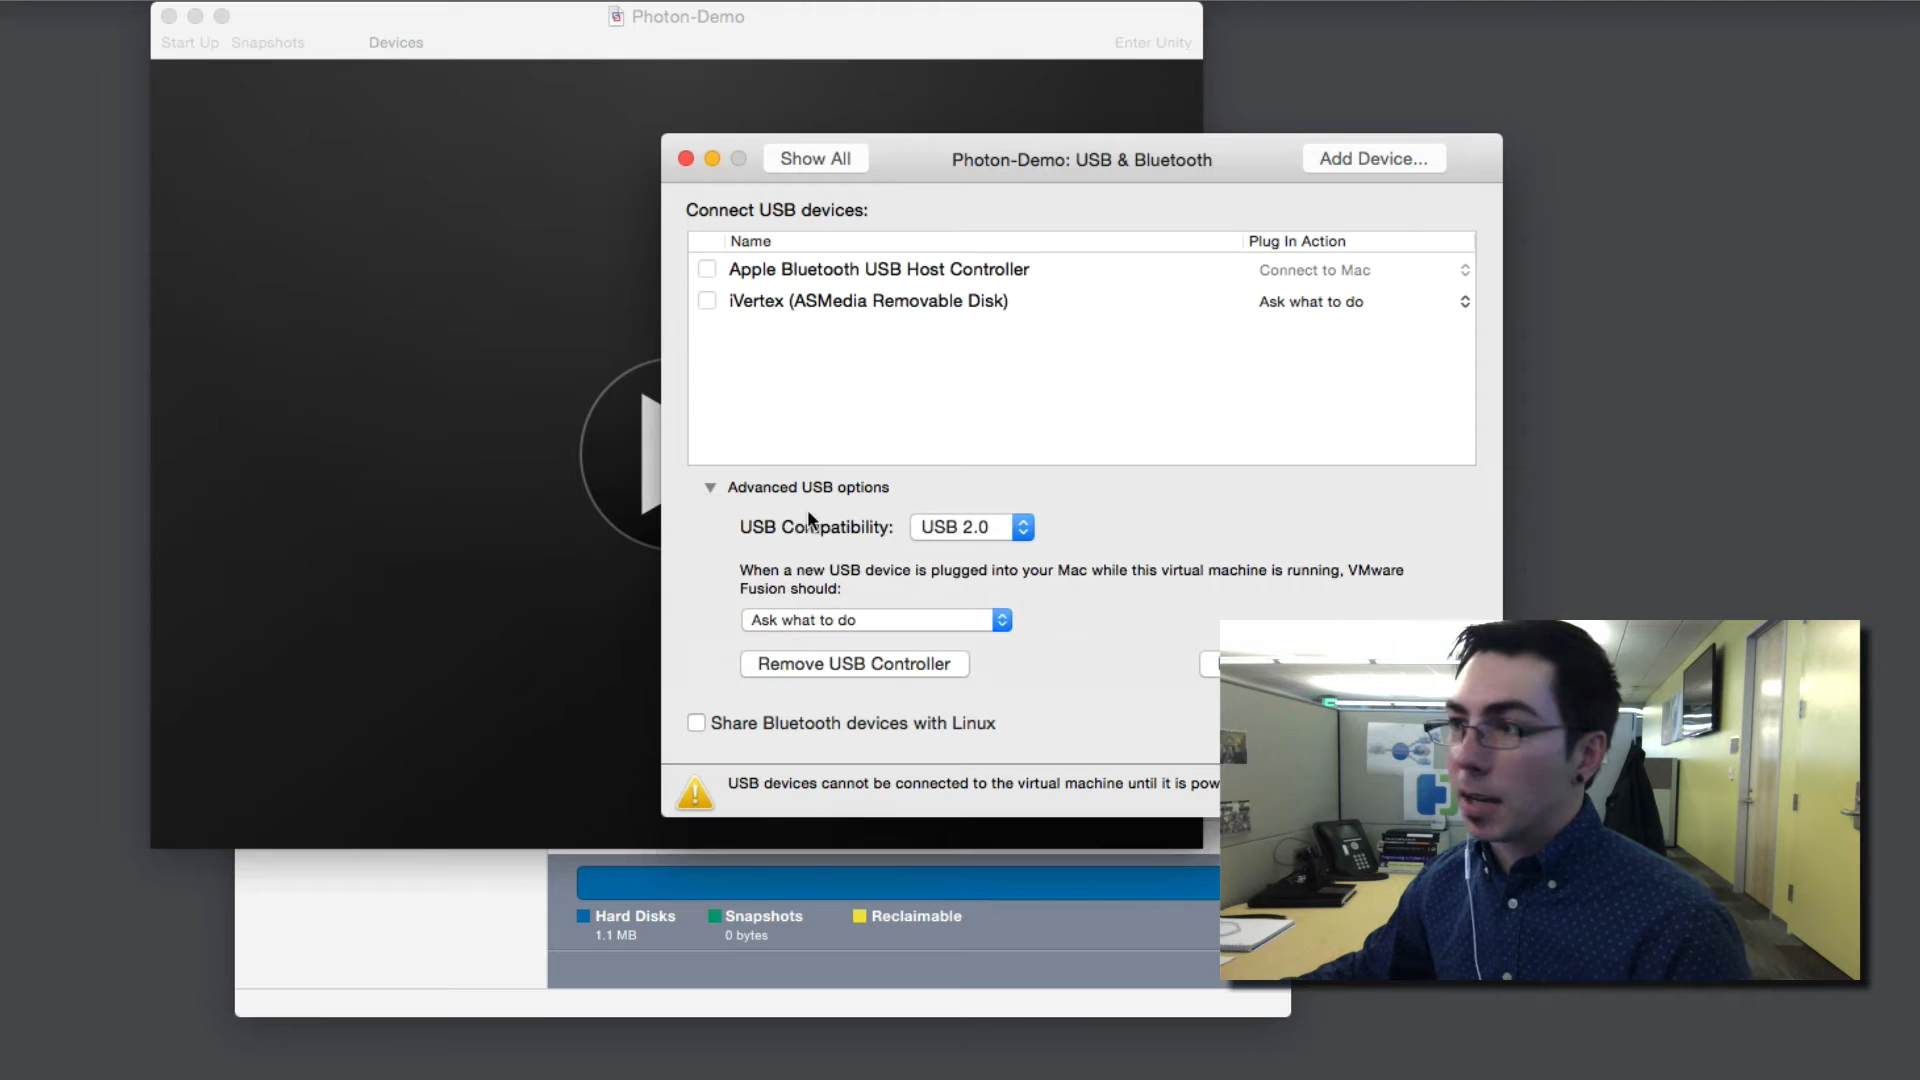 Photon-Demo
Start Up Snapshots Devices Enter Unity
Show All Photon-Demo: USB & Bluetooth Add Device...
Connect USB devices:
Name Plug In Action
Apple Bluetooth USB Host Controller Connect to Mac
iVertex (ASMedia Removable Disk) Ask what to do
Advanced USB options
USB Compatibility: USB 2.0
When a new USB device is plugged into your Mac while this virtual machine is running, VMware
Fusion should:
Ask what to do
Remove USB Controller
Share Bluetooth devices with Linux
USB devices cannot be connected to the virtual machine until it is pow
Hard Disks Snapshots Reclaimable
1.1 MB 0 bytes